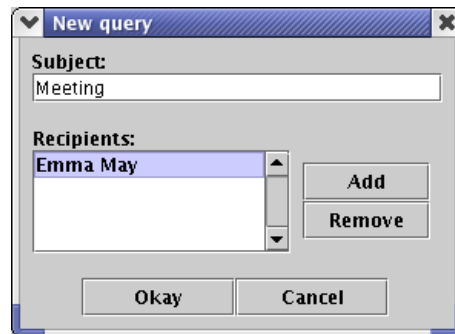 New query
Subject:
Meeting
Recipients:
Emma May
Add
Remove
Okay Cancel